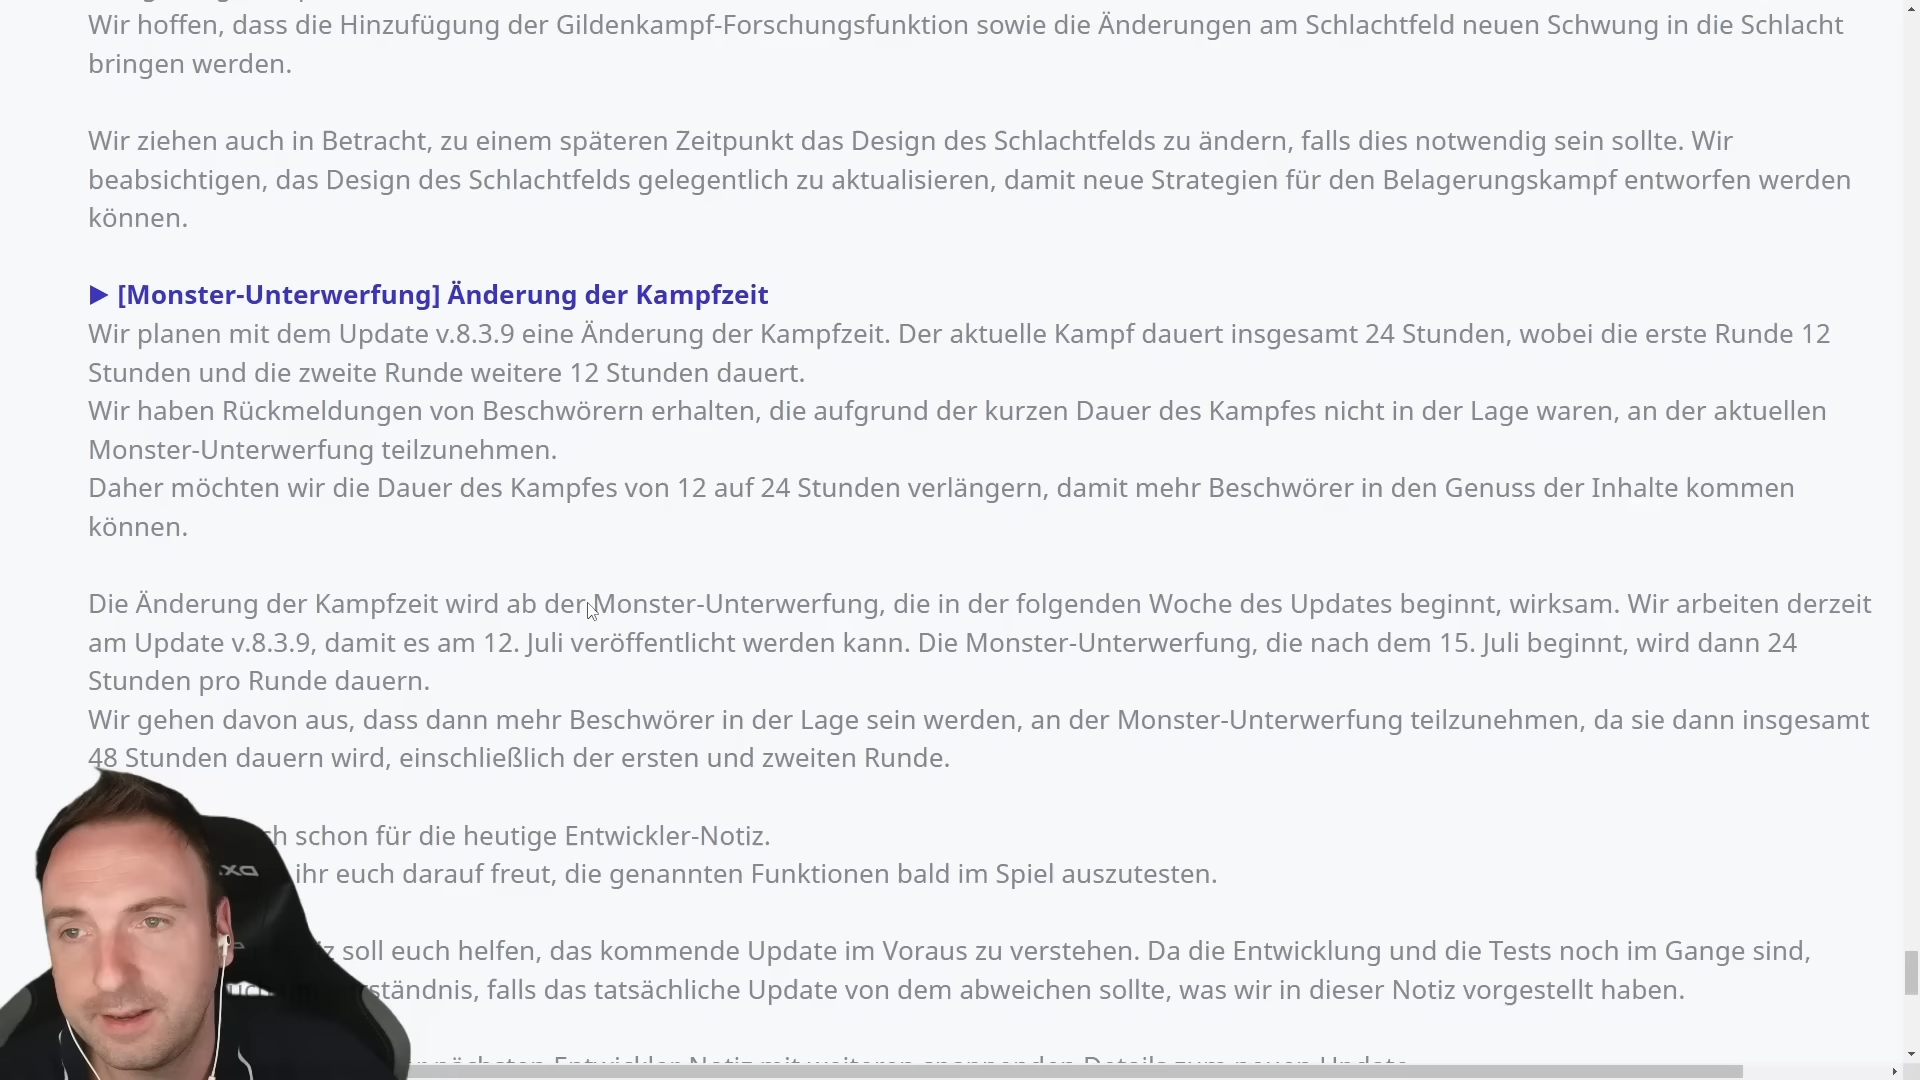 Wir hoffen, dass die Hinzufügung der Gildenkampf-Forschungsfunktion sowie die Änderungen am Schlachtfeld neuen Schwung in die Schlacht
bringen werden.
Wir ziehen auch in Betracht, zu einem späteren Zeitpunkt das Design des Schlachtfelds zu ändern, falls dies notwendig sein sollte. Wir
beabsichtigen, das Design des Schlachtfelds gelegentlich zu aktualisieren, damit neue Strategien für den Belagerungskampf entworfen werden
können.
▶ [Monster-Unterwerfung] Änderung der Kampfzeit
Wir planen mit dem Update v.8.3.9 eine Änderung der Kampfzeit. Der aktuelle Kampf dauert insgesamt 24 Stunden, wobei die erste Runde 12
Stunden und die zweite Runde weitere 12 Stunden dauert.
Wir haben Rückmeldungen von Beschwörern erhalten, die aufgrund der kurzen Dauer des Kampfes nicht in der Lage waren, an der aktuellen
Monster-Unterwerfung teilzunehmen.
Daher möchten wir die Dauer des Kampfes von 12 auf 24 Stunden verlängern, damit mehr Beschwörer in den Genuss der Inhalte kommen
können.
Die Änderung der Kampfzeit wird ab der Monster-Unterwerfung, die in der folgenden Woche des Updates beginnt, wirksam. Wir arbeiten derzeit
am Update v.8.3.9, damit es am 12. Juli veröffentlicht werden kann. Die Monster-Unterwerfung, die nach dem 15. Juli beginnt, wird dann 24
Stunden pro Runde dauern.
Wir gehen davon aus, dass dann mehr Beschwörer in der Lage sein werden, an der Monster-Unterwerfung teilzunehmen, da sie dann insgesamt
48 Stunden dauern wird, einschließlich der ersten und zweiten Runde.
schon für die heutige Entwickler-Notiz.
ihr euch darauf freut, die genannten Funktionen bald im Spiel auszutesten.
soll euch helfen, das kommende Update im Voraus zu verstehen. Da die Entwicklung und die Tests noch im Gange sind,
falls das tatsächliche Update von dem abweichen sollte, was wir in dieser Notiz vorgestellt haben.
nächsten Entwickler-Notiz mit weiteren spannenden Details zum neuen Update